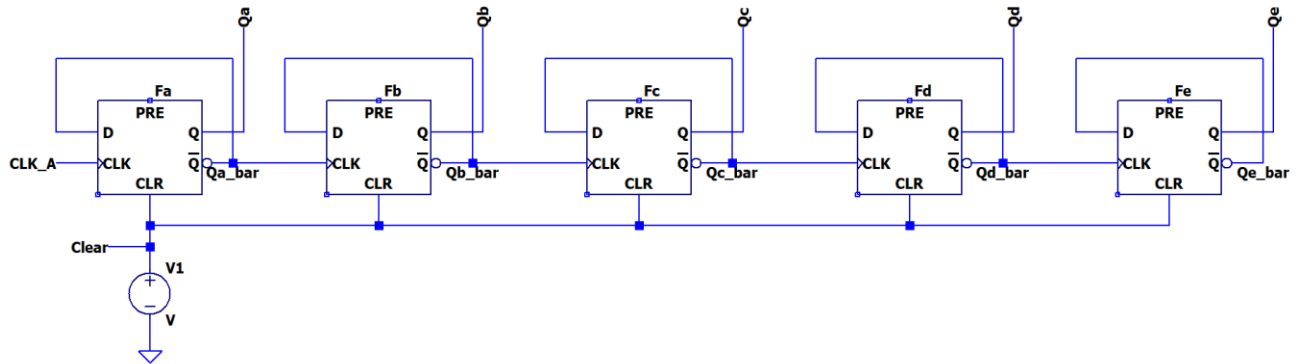 Qa Qb Qc Qd Qe
Fa Fb Fc Fd Fe
PRE PRE PRE PRE PRE
D Q D Q D Q D Q D Q
CLK_A CLK Q CLK Q CLK Q CLK Q CLK Q
Qa_bar Qb_bar Qc_bar Qd_bar Qe_bar
CLR CLR CLR CLR CLR
Clear
V1
V